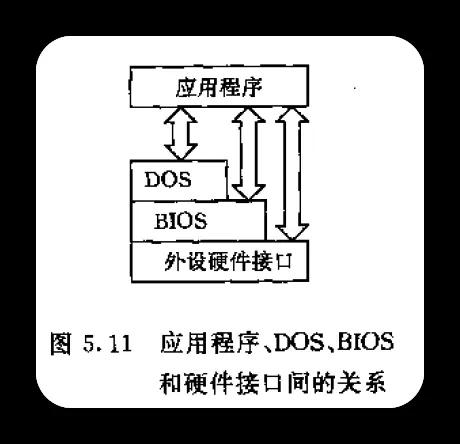 应用程序
DOS
BIOS
外设硬件接口
图 5.11 应用程序、DOS、BIOS
和硬件接口间的关系